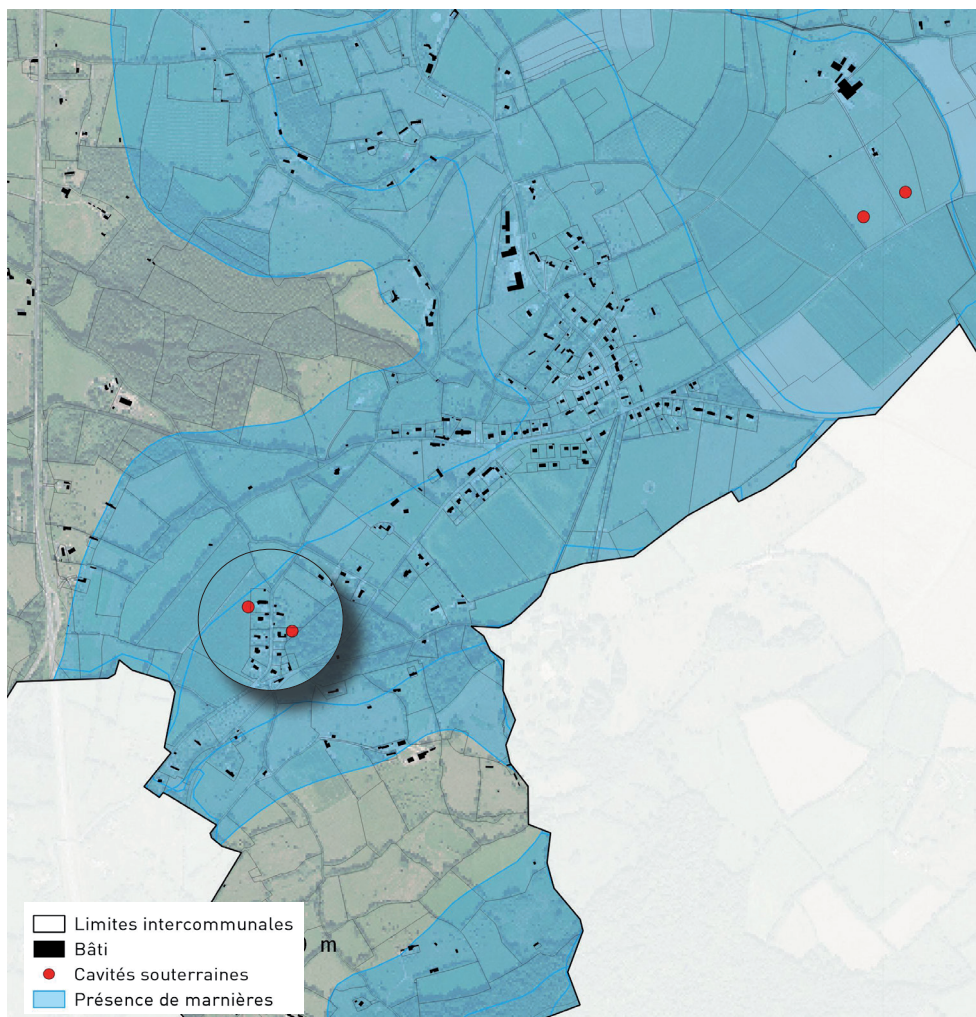 Limites intercommunales
Bâti
m
Cavités souterraines
Présence de marnières